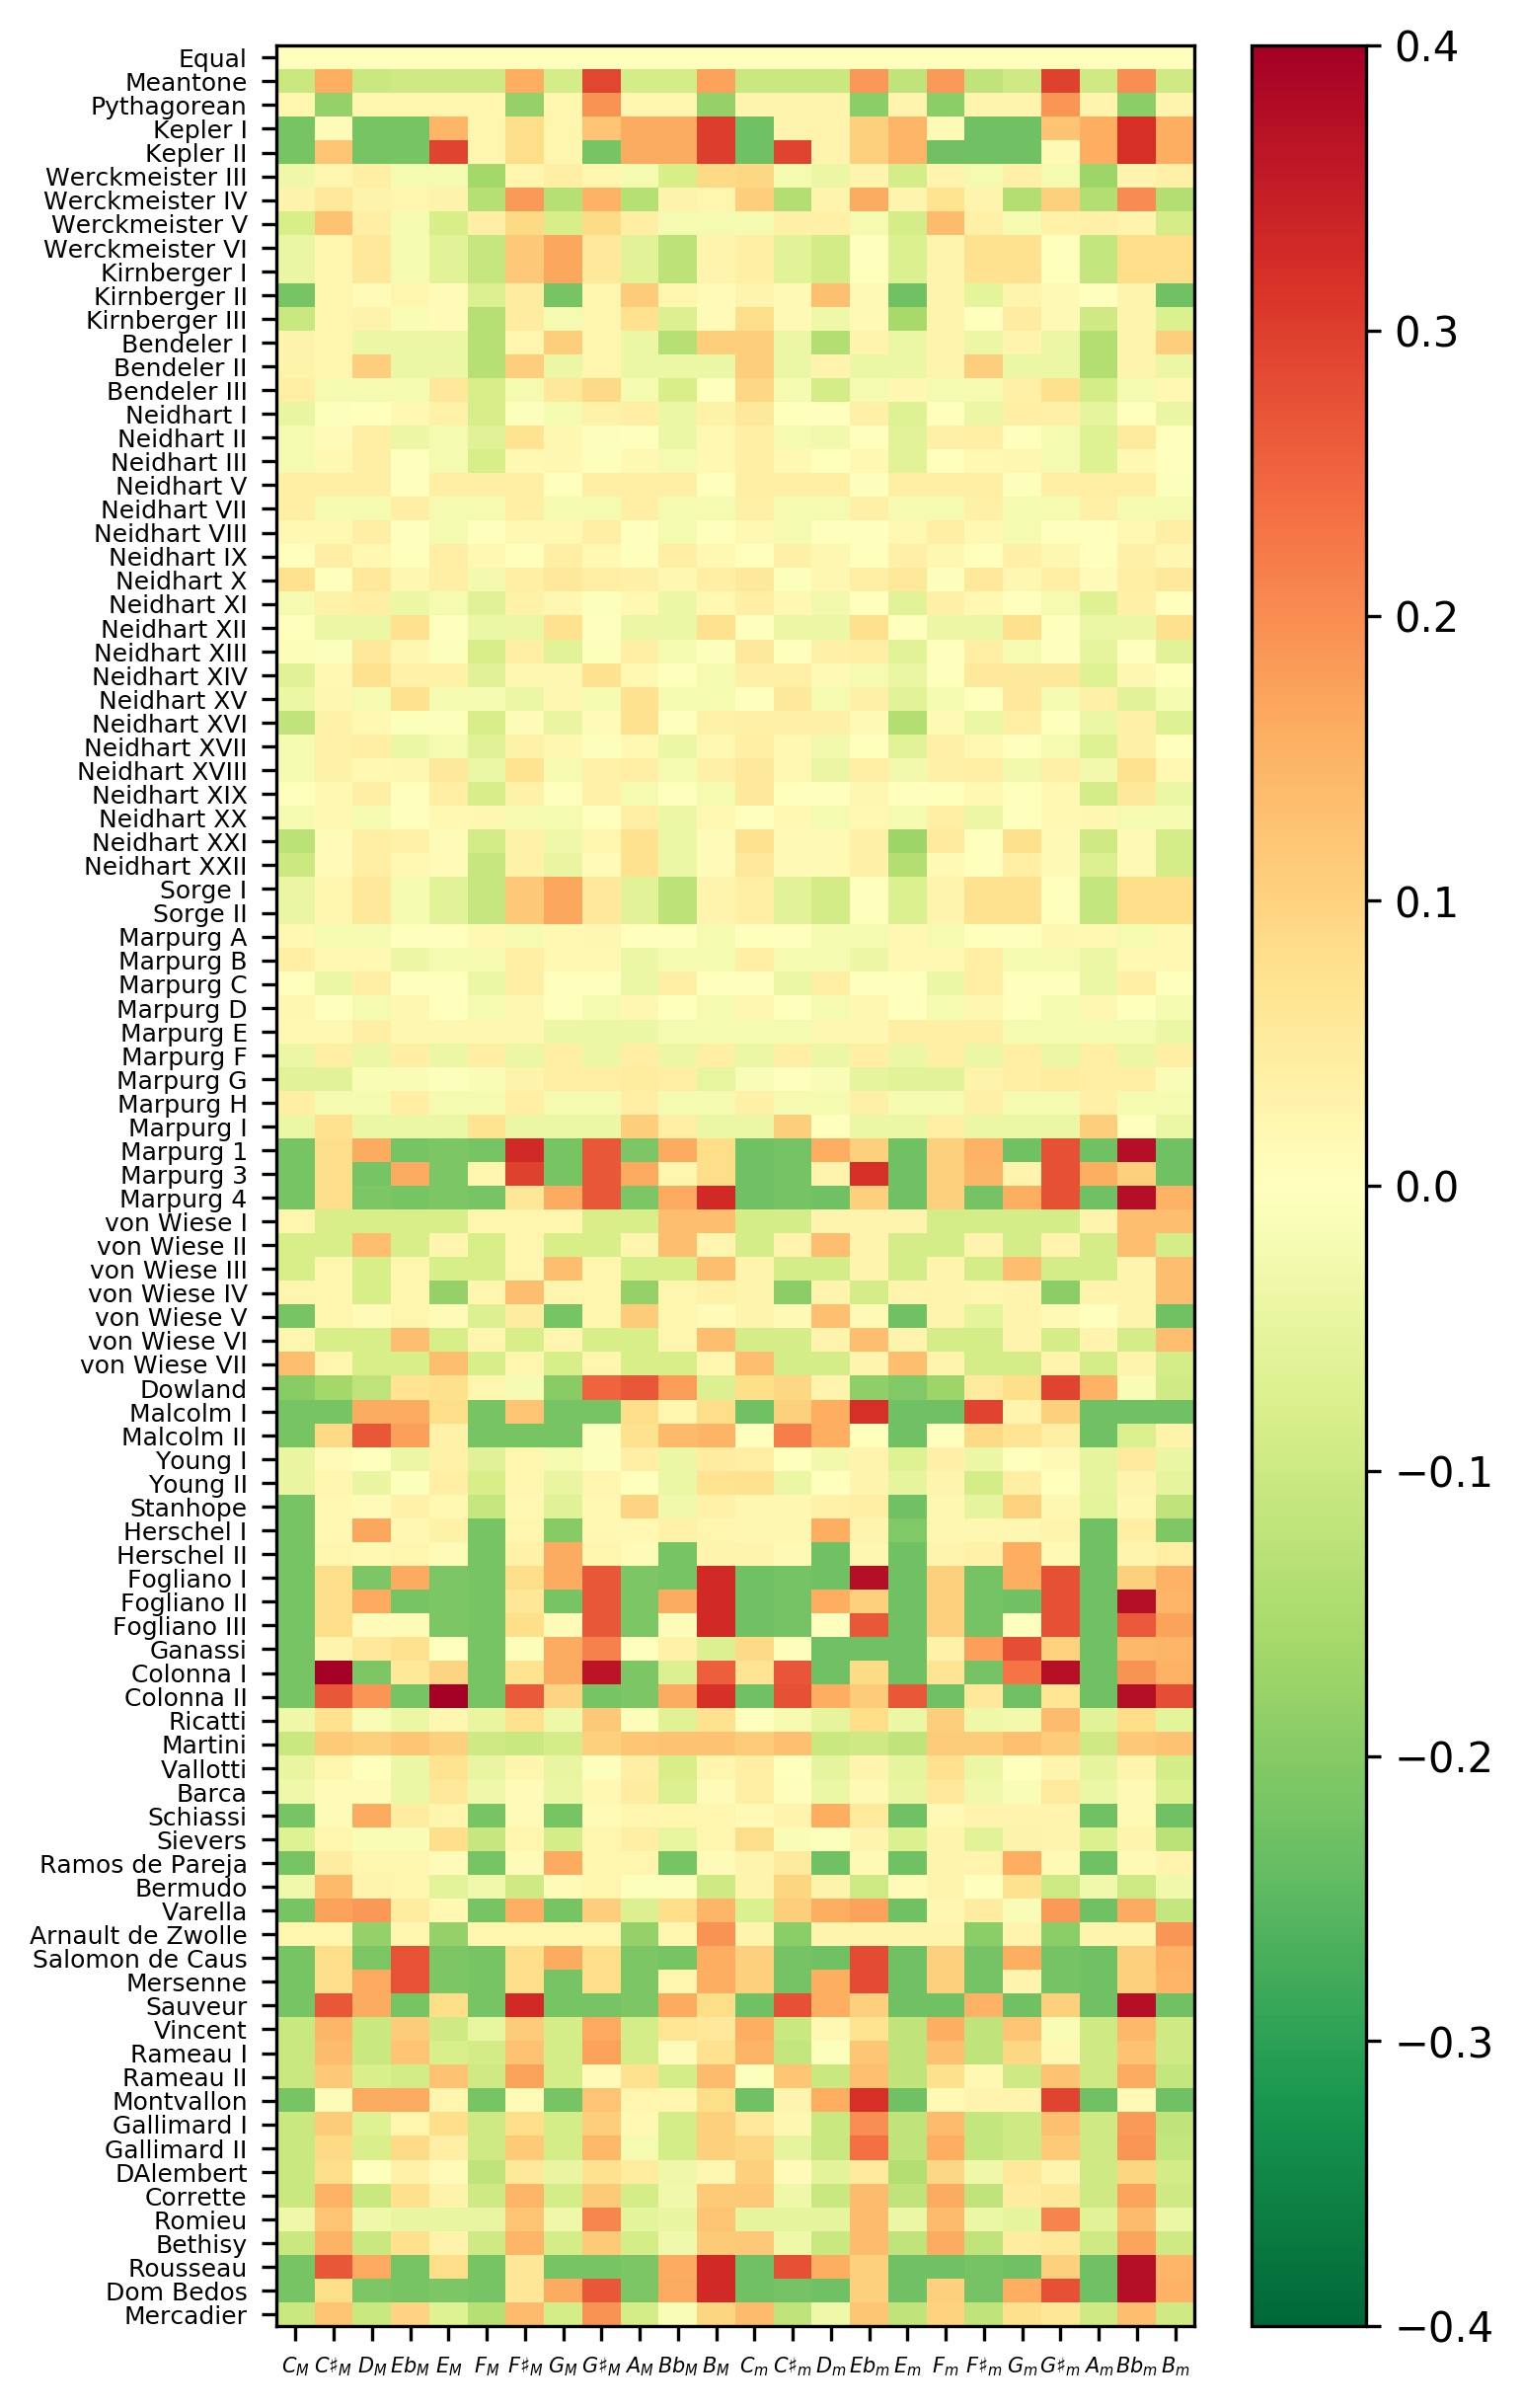 Equal
Meantone
Pythagorean
Kepler I
Kepler II
Werckmeister III
Werckmeister IV
Werckmeister V
Werckmeister VI
Kirnberger I
Kirnberger II
Kirnberger III
Bendeler I
Bendeler II
Bendeler III
Neidhart I
Neidhart II
Neidhart III
Neidhart V
Neidhart VII
Neidhart VIII
Neidhart IX
Neidhart X
Neidhart XI
Neidhart XII
Neidhart XIII
Neidhart XIV
Neidhart XV
Neidhart XVI
Neidhart XVII
Neidhart XVIII
Neidhart XIX
Neidhart XX
Neidhart XXI
Neidhart XXII
Sorge I
Sorge II
Marpurg A
Marpurg B
Marpurg C
Marpurg D
Marpurg E
Marpurg F
Marpurg G
Marpurg H
Marpurg I
Marpurg 1
Marpurg 3
Marpurg 4
von Wiese I
von Wiese II
von Wiese III
von Wiese IV
von Wiese V
von Wiese VI
von Wiese VII
Dowland
Malcolm I
Malcolm II
Young I
Young II
Stanhope
Herschel I
Herschel II
Fogliano I
Fogliano II
Fogliano III
Ganassi
Colonna I
Colonna II
Ricatti
Martini
Vallotti
Barca
Schiassi
Sievers
Ramos de Pareja
Bermudo
Varella
Arnault de Zwolle
Salomon de Caus
Mersenne
Sauveur
Vincent
Rameau I
Rameau II
Montvallon
Gallimard I
Gallimard II
DAlembert
Corrette
Romieu
Bethisy
Rousseau
Dom Bedos
Mercadier
C_M C♯_M D_M Eb_M E_M F_M F♯_M G_M G♯_M A_M Bb_M B_M C_m C♯_m D_m Eb_m E_m F_m F♯_m G_m G♯_m A_m Bb_m B_m
0.4
0.3
0.2
0.1
0.0
−0.1
−0.2
−0.3
−0.4